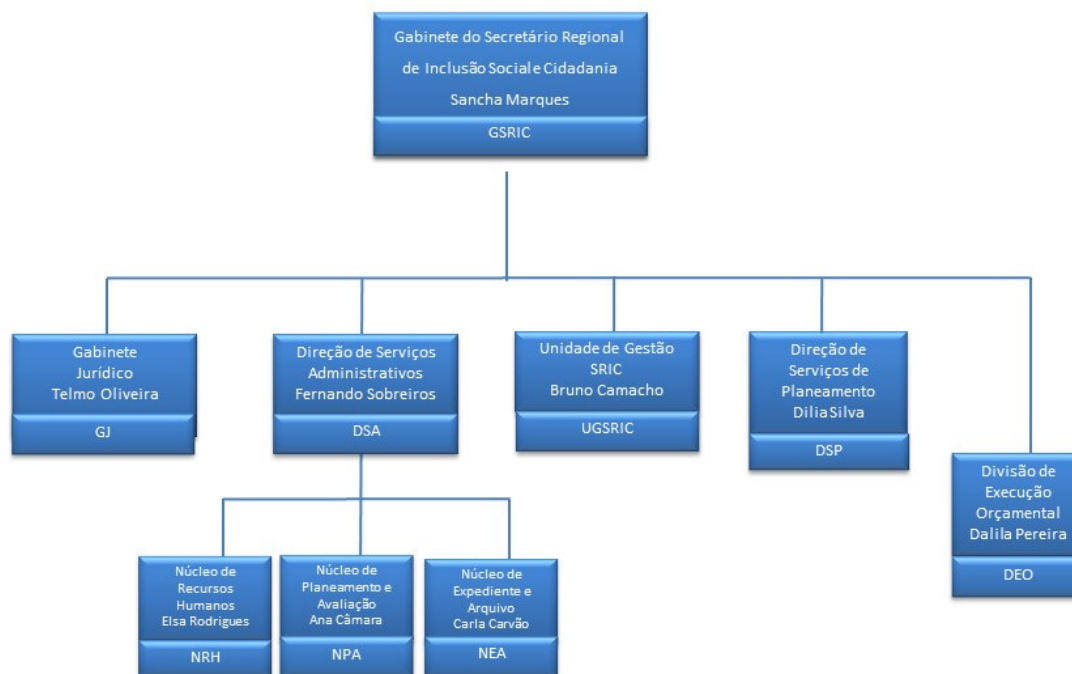 Gabinete do Secretário Regional
de Inclusão Social e Cidadania
Sancha Marques
GSRIC
Gabinete
Jurídico
Telmo Oliveira
GJ
Direção de Serviços
Administrativos
Fernando Sobreiros
DSA
Unidade de Gestão
SRIC
Bruno Camacho
UGSRIC
Direção de
Serviços de
Planeamento
Dilia Silva
DSP
Divisão de
Execução
Orçamental
Dalila Pereira
DEO
Núcleo de
Recursos
Humanos
Elsa Rodrigues
NRH
Núcleo de
Planeamento e
Avaliação
Ana Câmara
NPA
Núcleo de
Expediente e
Arquivo
Carla Carvão
NEA